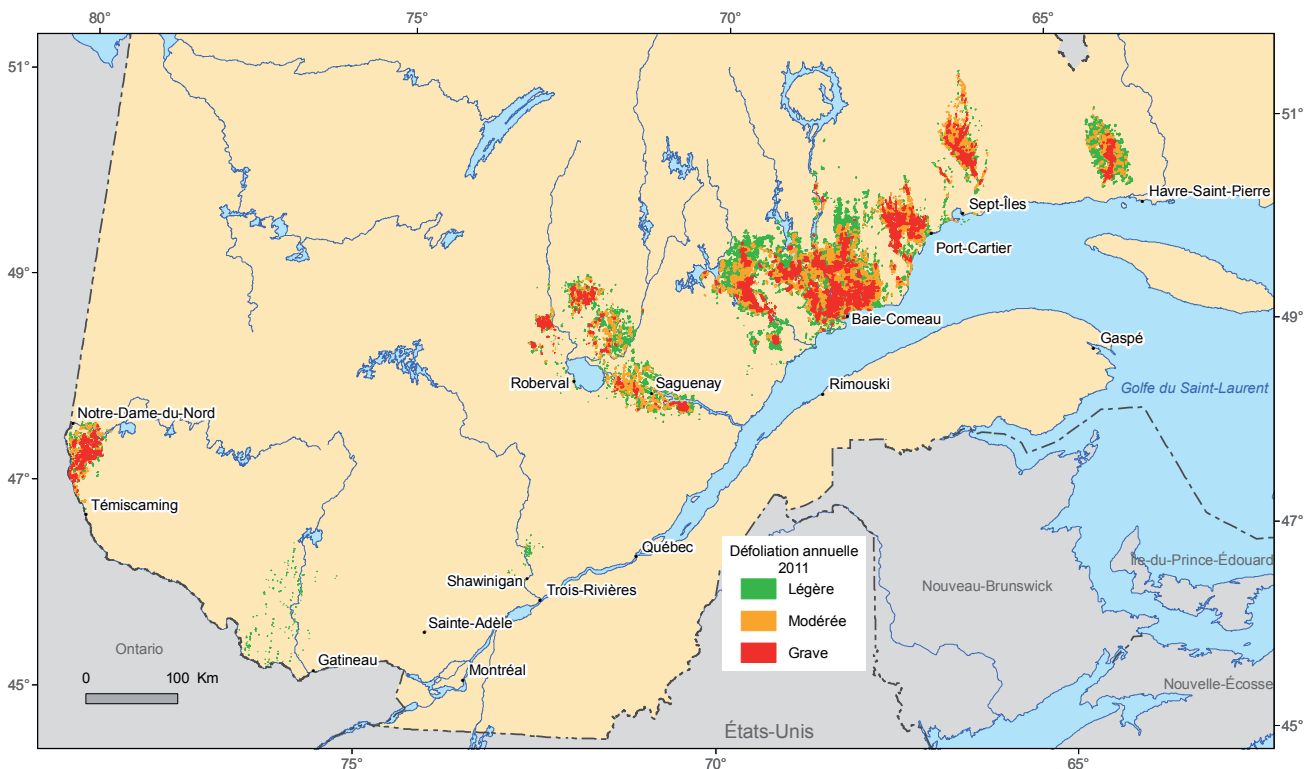 80°
75°
70°
65°
51°
51°
Havre-Saint-Pierre
Sept-Îles
Port-Cartier
49°
49°
Baie-Comeau
Gaspé
Roberval
Saguenay
Rimouski
Golfe du Saint-Laurent
Notre-Dame-du-Nord
47°
Témiscaming
47°
Québec
Défoliation annuelle
2011
Légère
Modérée
Grave
Île-du-Prince-Édouard
Shawinigan
Trois-Rivières
Nouveau-Brunswick
Sainte-Adèle
Ontario
Gatineau
Montréal
0 100 Km
45°
Nouvelle-Écosse
États-Unis
45°
75°
70°
65°